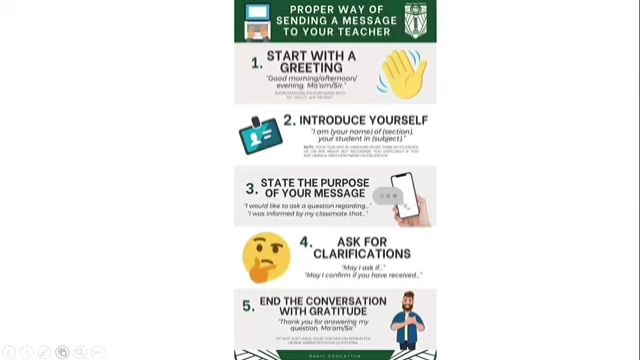 PROPER WAY OF
SENDING A MESSAGE
TO YOUR TEACHER
1. START WITH A
GREETING
"Good morning/afternoon/
evening, Ma'am/Sir."
2. INTRODUCE YOURSELF
"I am (your name) of (section),
your student in (subject)."
3. STATE THE PURPOSE
OF YOUR MESSAGE
"I would like to ask a question regarding..."
"I was informed by my classmate that..."
4. ASK FOR
CLARIFICATIONS
"May I ask if..."
"May I confirm if you have received..."
5. END THE CONVERSATION
WITH GRATITUDE
"Thank you for answering my
question, Ma'am/Sir."
BASIC EDUCATION